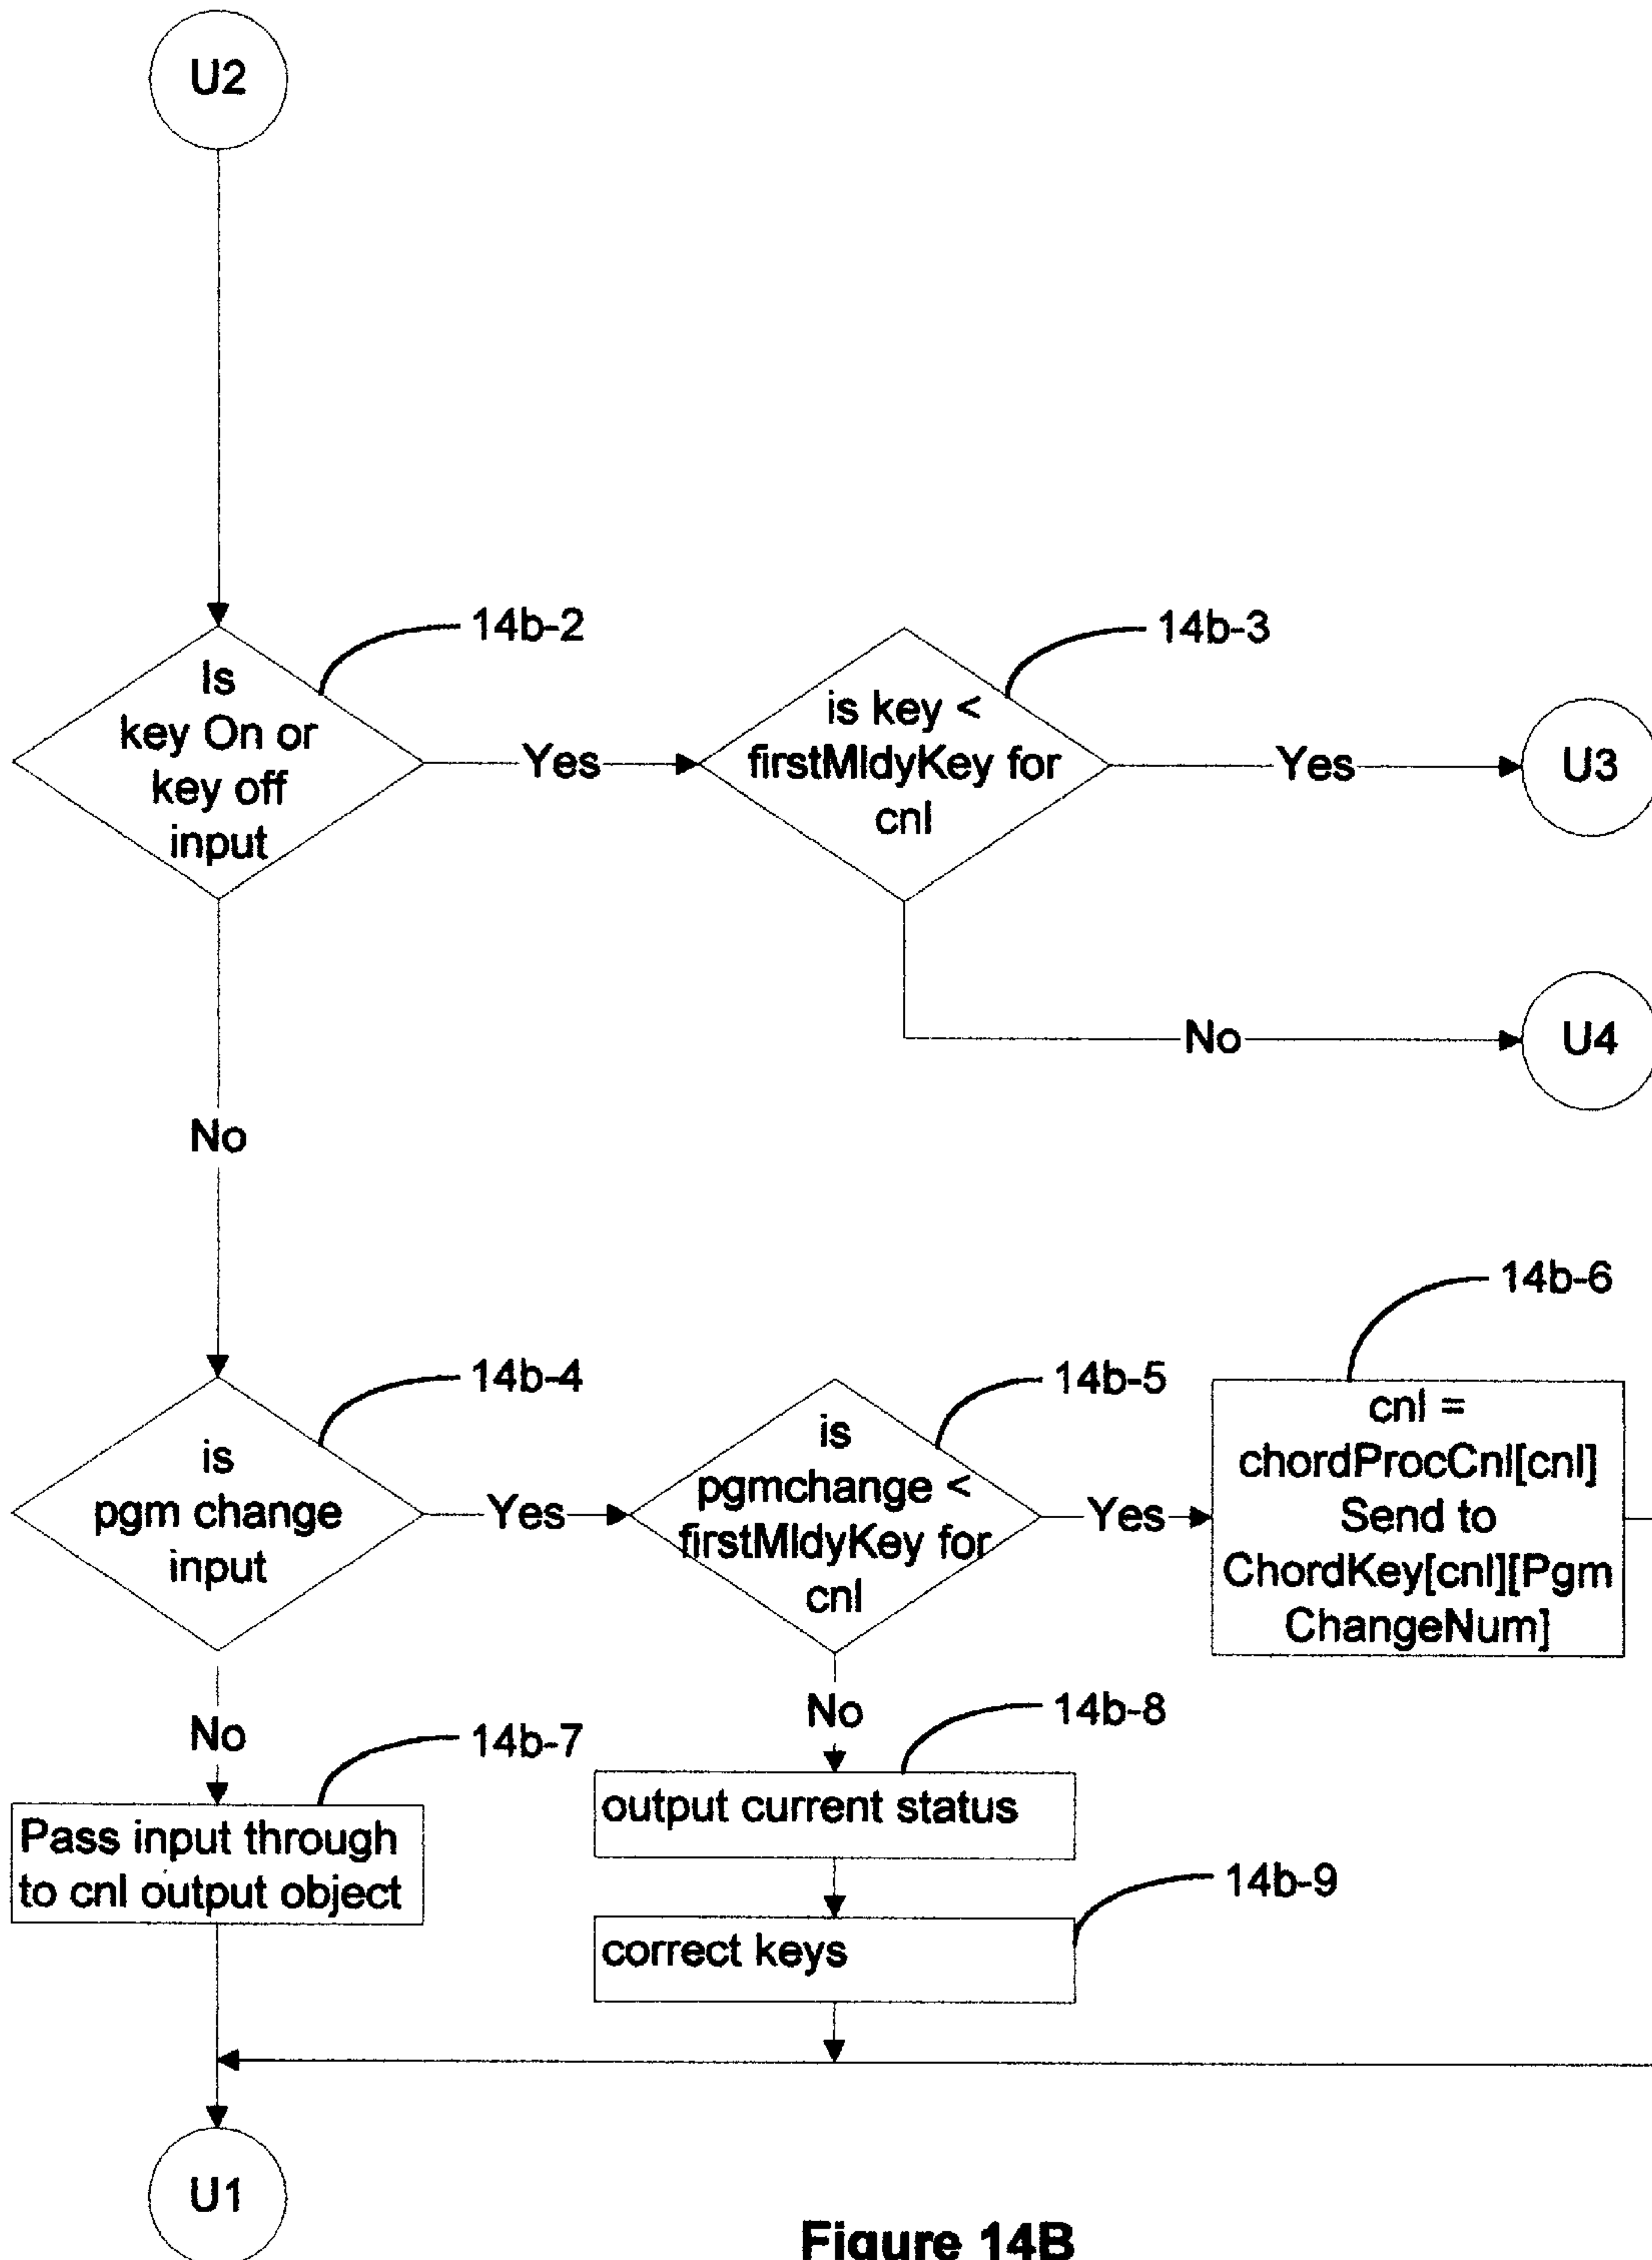 U2
14b-2
Is
key On or
key off
input
Yes
14b-3
is key <
firstMldyKey for
cnl
Yes
U3
No
U4
No
14b-4
is
pgm change
input
Yes
14b-5
is
pgmchange <
firstMldyKey for
cnl
Yes
14b-6
cnl =
chordProcCnl[cnl]
Send to
ChordKey[cnl][Pgm
ChangeNum]
No
14b-7
Pass input through
to cnl output object
No
14b-8
output current status
14b-9
correct keys
U1
Figure 14B